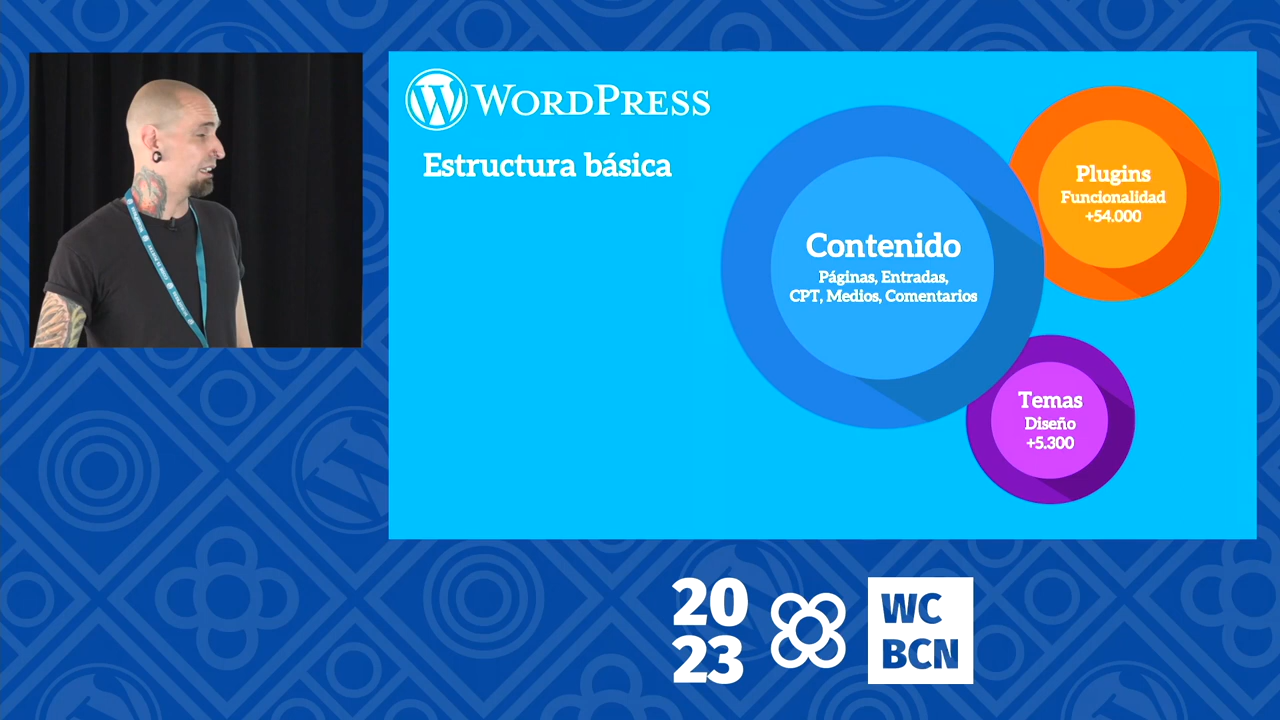 WORDPRESS
Estructura básica
Contenido
Páginas, Entradas,
CPT, Medios, Comentarios
Plugins
Funcionalidad
+54.000
Temas
Diseño
+5.300
20
23
WC
BCN